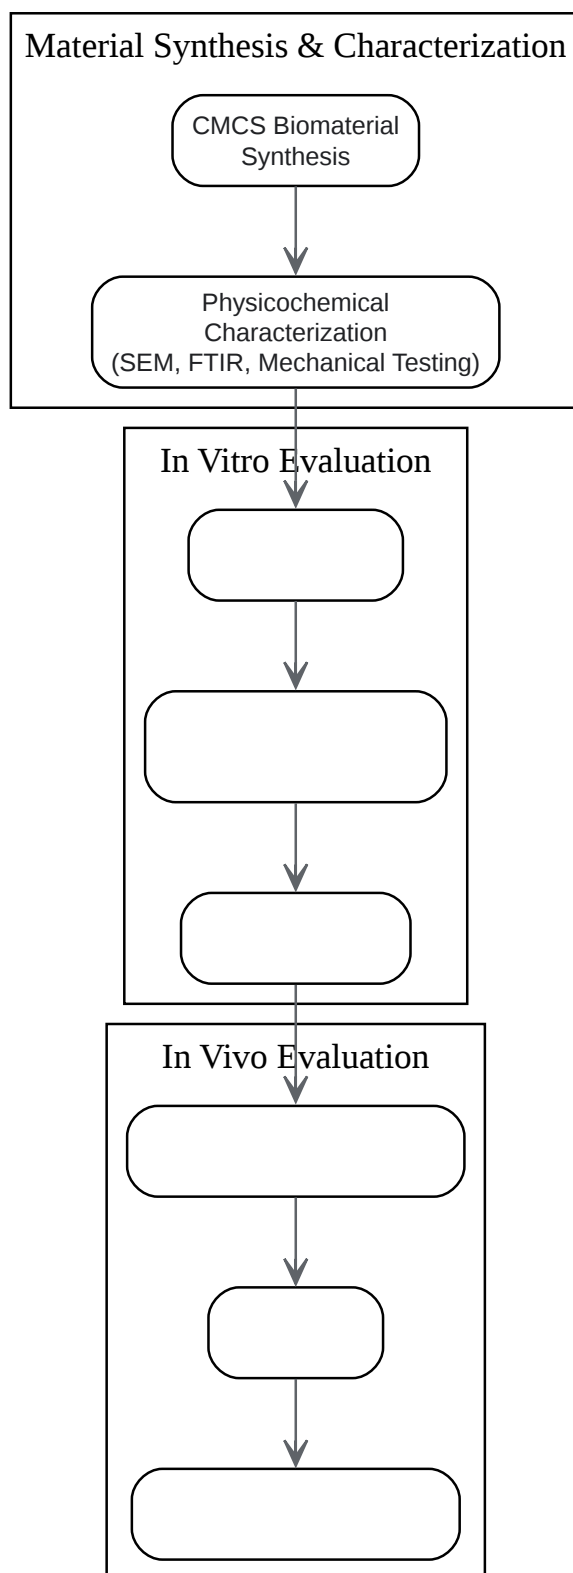 Material Synthesis & Characterization
CMCS Biomaterial
Synthesis
Physicochemical
Characterization
(SEM, FTIR, Mechanical Testing)
In Vitro Evaluation
In Vivo Evaluation